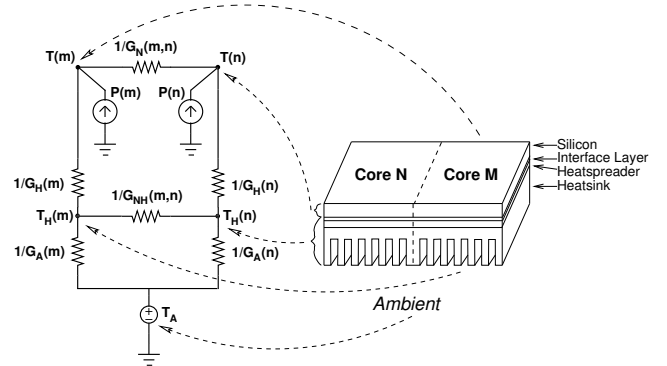 1/G_N(m,n)
T(m)
T(n)
P(m)
P(n)
Silicon
Interface Layer
Heatspreader
Heatsink
Core N
Core M
1/G_H(m)
1/G_NH(m,n)
1/G_H(n)
T_H(m)
T_H(n)
1/G_A(m)
1/G_A(n)
Ambient
T_A